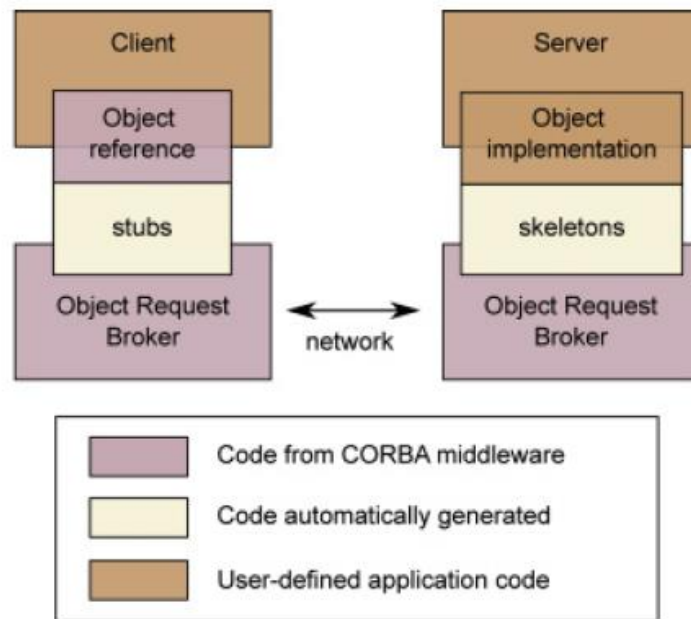 Client
Server
Object
reference
Object
implementation
stubs
skeletons
Object Request
Broker
network
Object Request
Broker
Code from CORBA middleware
Code automatically generated
User-defined application code